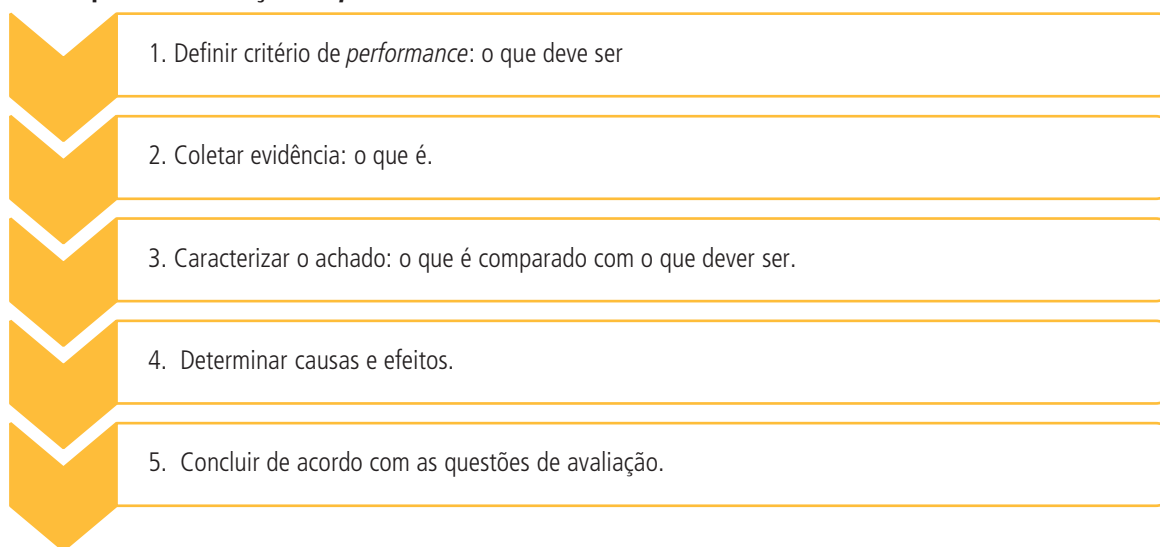 1. Definir critério de performance: o que deve ser
2. Coletar evidência: o que é.
3. Caracterizar o achado: o que é comparado com o que dever ser.
4. Determinar causas e efeitos.
5. Concluir de acordo com as questões de avaliação.